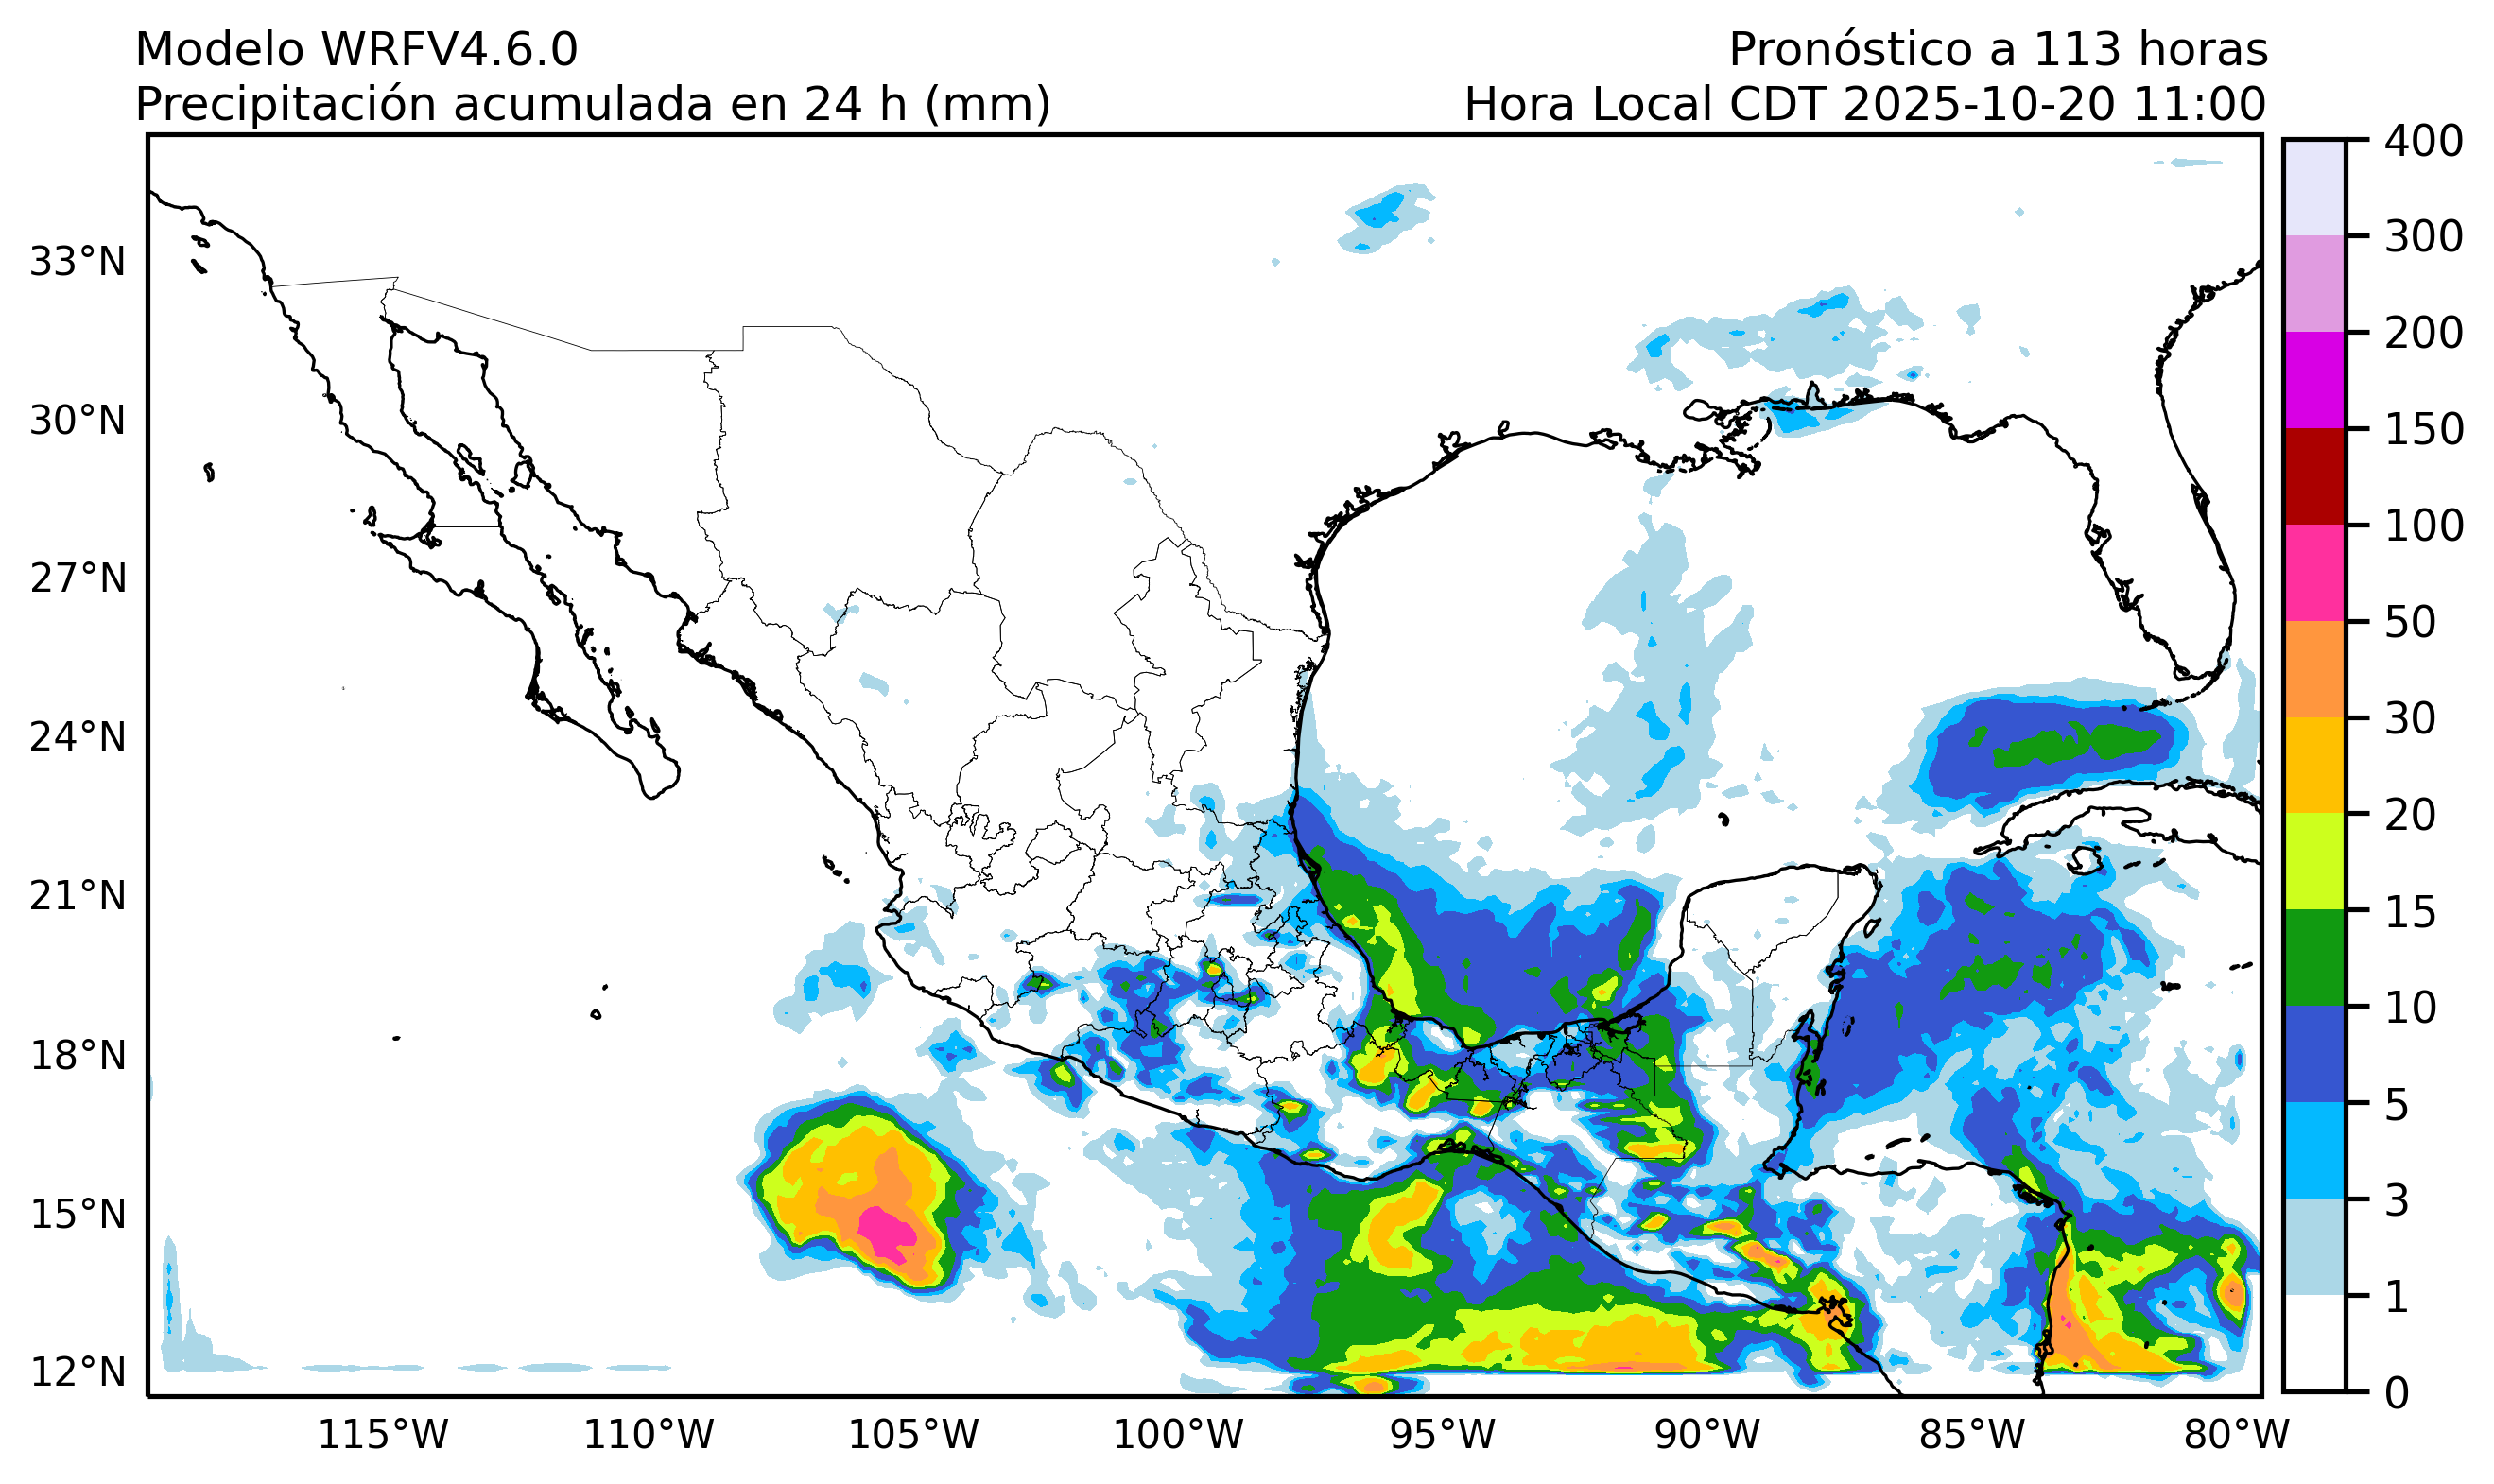 Modelo WRFV4.6.0
Pronóstico a 113 horas
Precipitación acumulada en 24 h (mm)
Hora Local CDT 2025-10-20 11:00
33°N
30°N
27°N
24°N
21°N
18°N
15°N
12°N
115°W
110°W
105°W
100°W
95°W
90°W
85°W
80°W
400
300
200
150
100
50
30
20
15
10
5
3
1
0